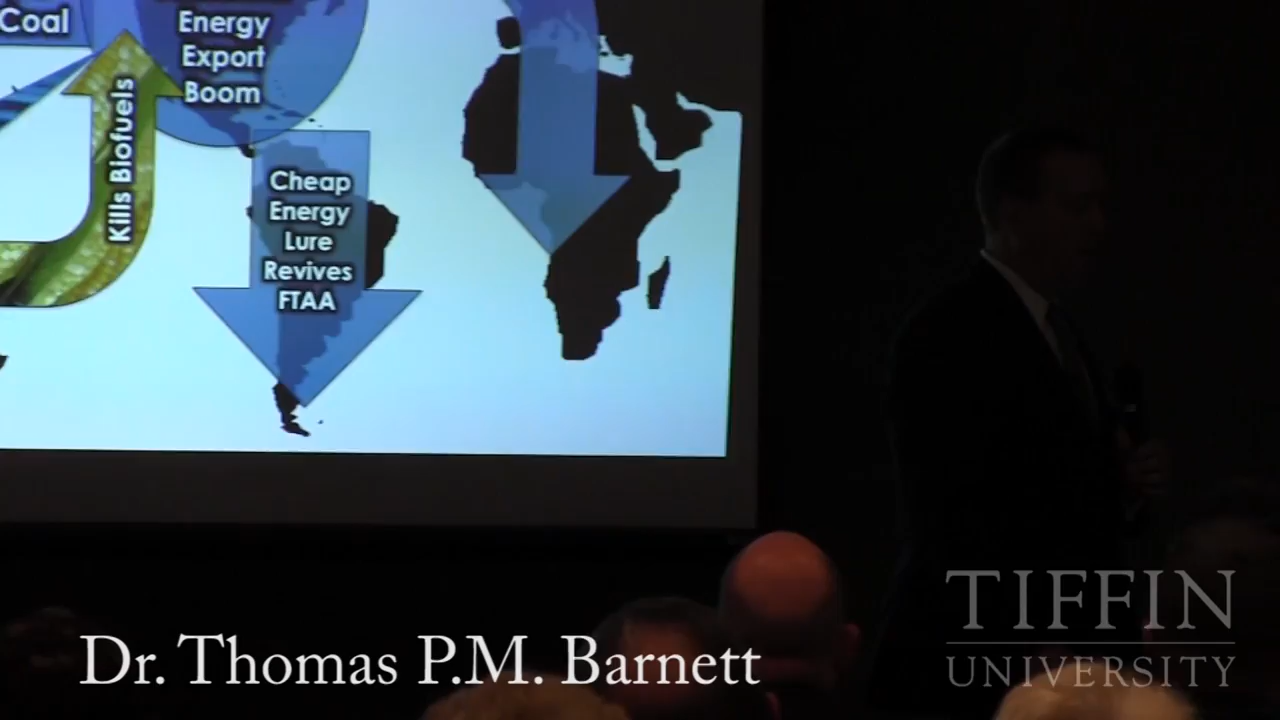 Coal
Energy
Export
Boom
Kills Biofuels
Cheap
Energy
Lure
Revives
FTAA
Dr. Thomas P.M. Barnett
TIFFIN
UNIVERSITY